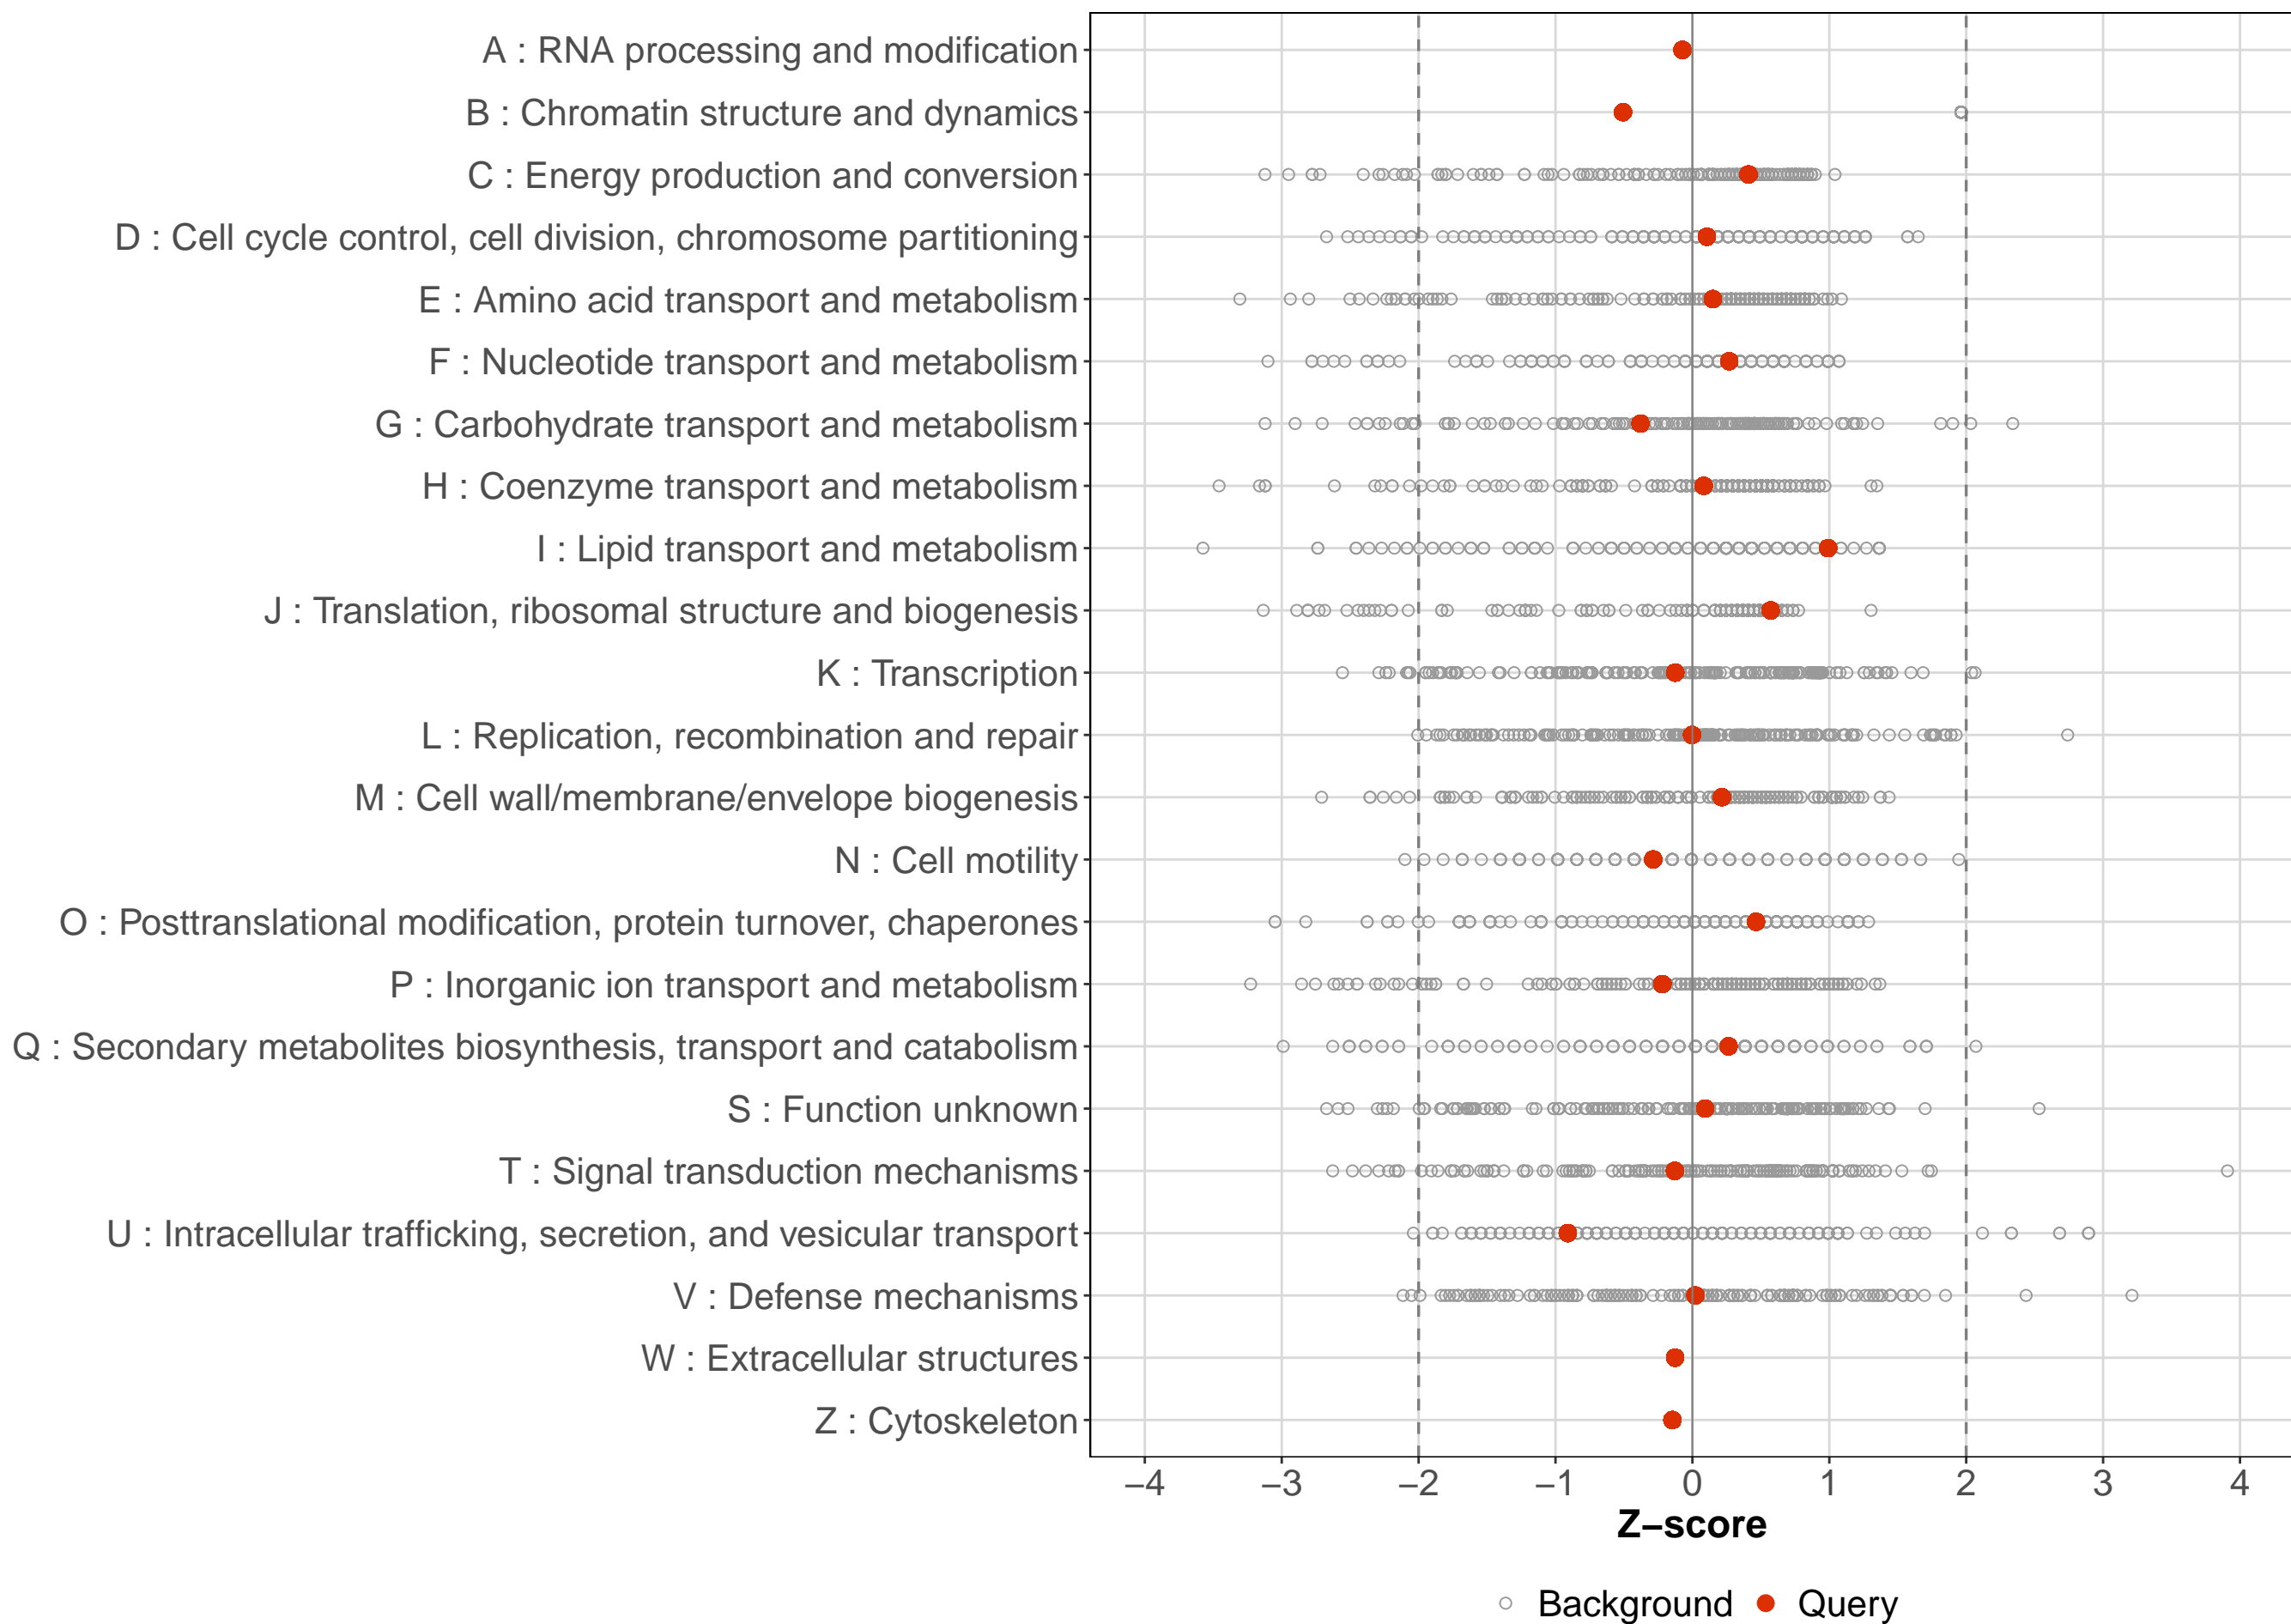 A : RNA processing and modification
B : Chromatin structure and dynamics
C : Energy production and conversion
D : Cell cycle control, cell division, chromosome partitioning
E : Amino acid transport and metabolism
F : Nucleotide transport and metabolism
G : Carbohydrate transport and metabolism
H : Coenzyme transport and metabolism
I : Lipid transport and metabolism
J : Translation, ribosomal structure and biogenesis
K : Transcription
L : Replication, recombination and repair
M : Cell wall/membrane/envelope biogenesis
N : Cell motility
O : Posttranslational modification, protein turnover, chaperones
P : Inorganic ion transport and metabolism
Q : Secondary metabolites biosynthesis, transport and catabolism
S : Function unknown
T : Signal transduction mechanisms
U : Intracellular trafficking, secretion, and vesicular transport
V : Defense mechanisms
W : Extracellular structures
Z : Cytoskeleton
−4 −3 −2 −1 0 1 2 3 4
Z−score
Background Query